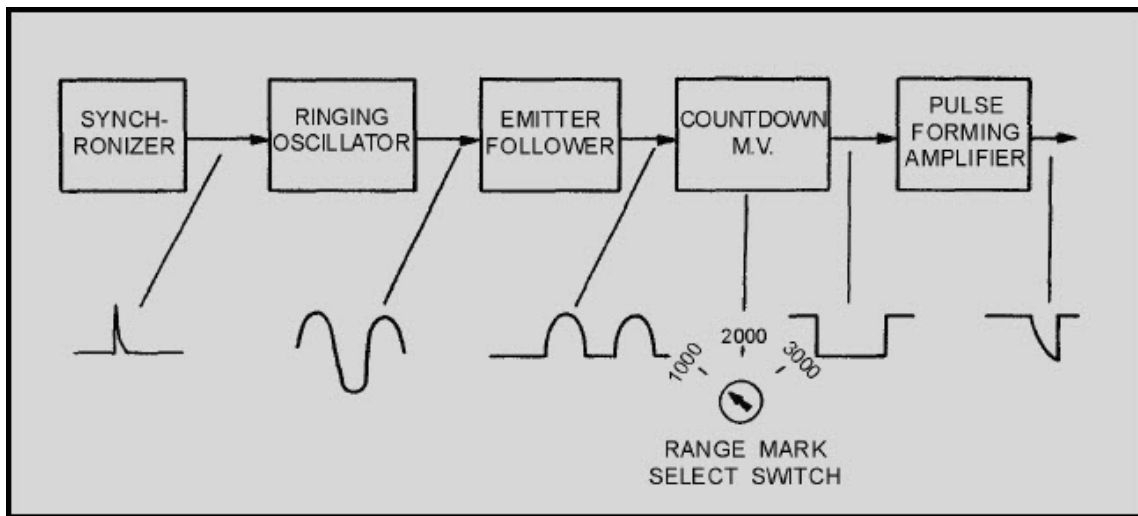 SYNCH-
RONIZER
RINGING
OSCILLATOR
EMITTER
FOLLOWER
COUNTDOWN
M.V.
PULSE
FORMING
AMPLIFIER
1000
2000
3000
RANGE MARK
SELECT SWITCH